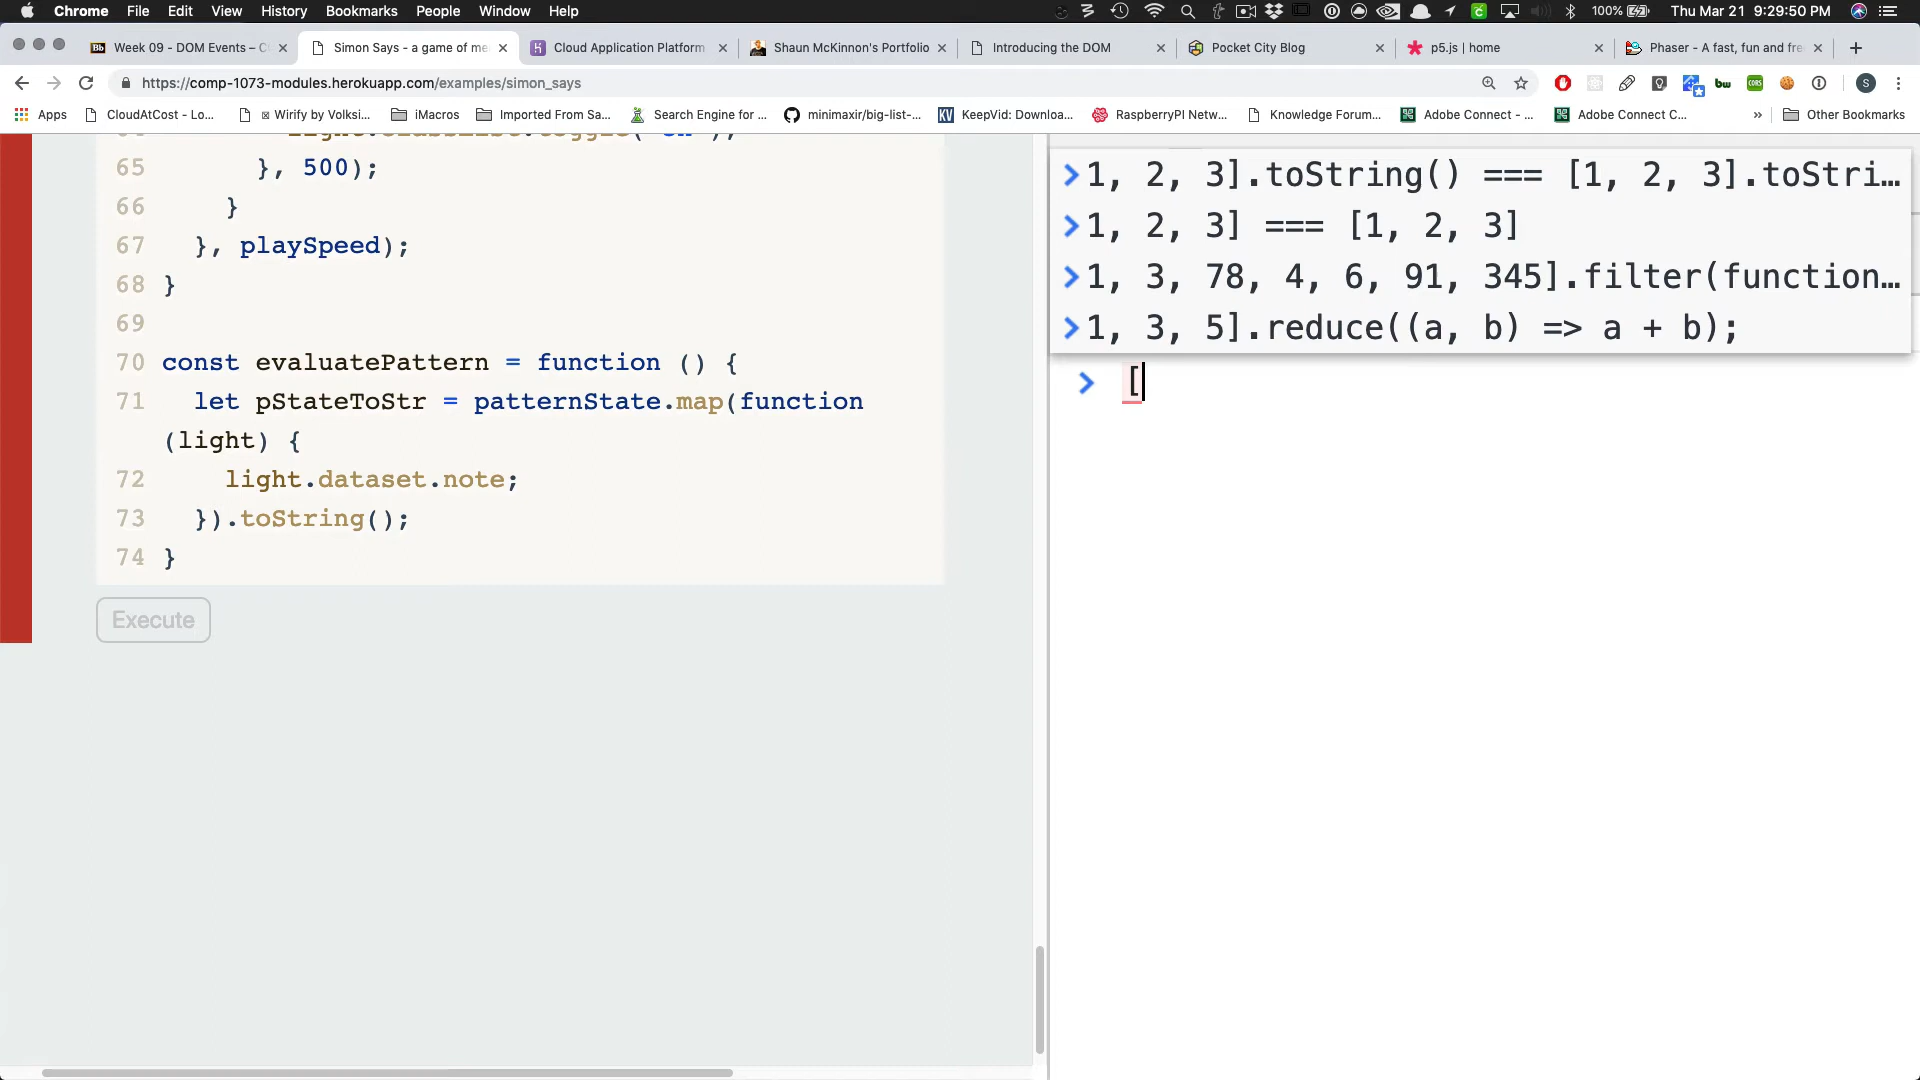 Chrome File Edit View History Bookmarks People Window Help 100% Thu Mar 21 9:29:50 PM
Week 09 - DOM Events – C
Simon Says - a game of me
Cloud Application Platform
Shaun McKinnon's Portfolio
Introducing the DOM
Pocket City Blog
p5.js | home
Phaser - A fast, fun and fre
https://comp-1073-modules.herokuapp.com/examples/simon_says
Apps CloudAtCost - Lo... Wirify by Volksi... iMacros Imported From Sa... Search Engine for ... minimaxir/big-list-... KeepVid: Downloa... RaspberryPI Netw... Knowledge Forum... Adobe Connect - ... Adobe Connect C... » Other Bookmarks
65 }, 500);
66 }
67 }, playSpeed);
68 }
69
70 const evaluatePattern = function () {
71 let pStateToStr = patternState.map(function
(light) {
72 light.dataset.note;
73 }).toString();
74 }
Execute
1, 2, 3].toString() === [1, 2, 3].toStri...
1, 2, 3] === [1, 2, 3]
1, 3, 78, 4, 6, 91, 345].filter(function...
1, 3, 5].reduce((a, b) => a + b);
> [